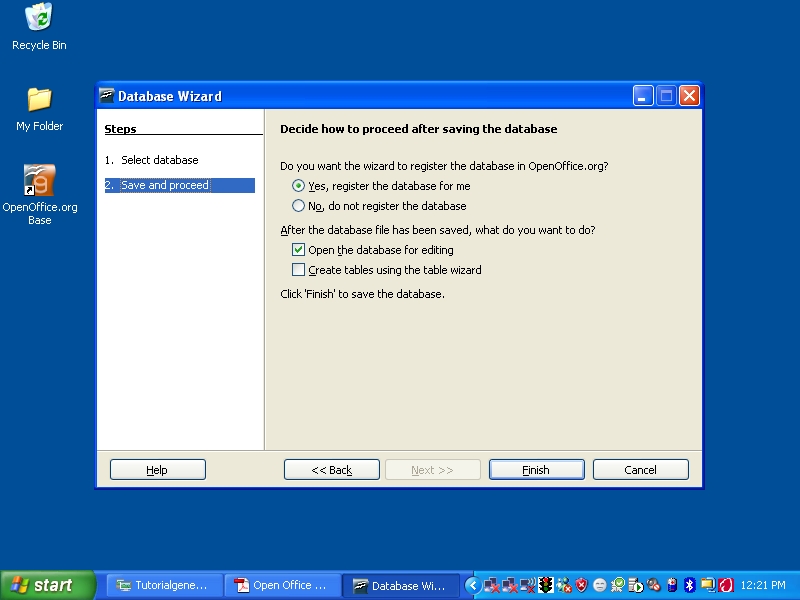 Recycle Bin
My Folder
OpenOffice.org
Base
Database Wizard
Steps
1. Select database
2. Save and proceed
Decide how to proceed after saving the database
Do you want the wizard to register the database in OpenOffice.org?
Yes, register the database for me
No, do not register the database
After the database file has been saved, what do you want to do?
Open the database for editing
Create tables using the table wizard
Click 'Finish' to save the database.
Help
<< Back
Next >>
Finish
Cancel
start
Tutorialgene...
Open Office ...
Database Wi...
12:21 PM